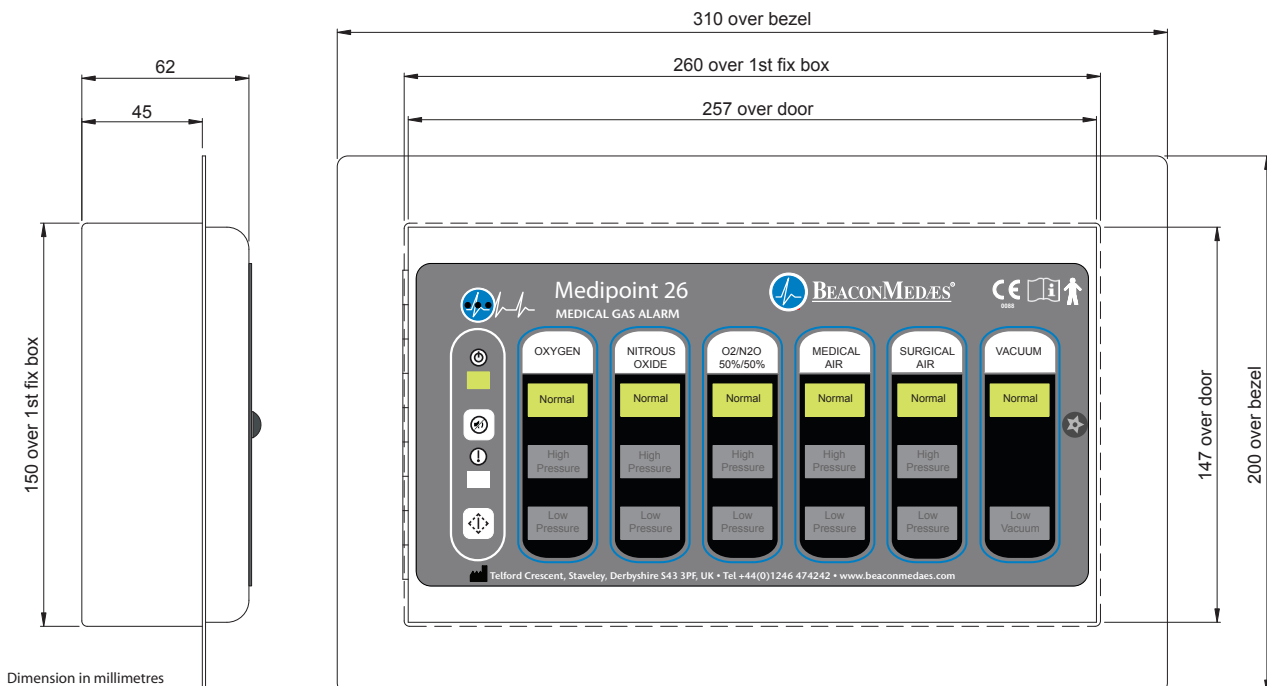 310 over bezel
62
260 over 1st fix box
45
257 over door
150 over 1st fix box
Medipoint 26
MEDICAL GAS ALARM
BEACONMEDÆS®
CE
0088
i
OXYGEN
NITROUS
OXIDE
O2/N2O
50%/50%
MEDICAL
AIR
SURGICAL
AIR
VACUUM
Normal
Normal
Normal
Normal
Normal
Normal
High
Pressure
High
Pressure
High
Pressure
High
Pressure
High
Pressure
Low
Pressure
Low
Pressure
Low
Pressure
Low
Pressure
Low
Pressure
Low
Vacuum
147 over door
200 over bezel
Telford Crescent, Staveley, Derbyshire S43 3PF, UK • Tel +44(0)1246 474242 • www.beaconmedaes.com
Dimension in millimetres